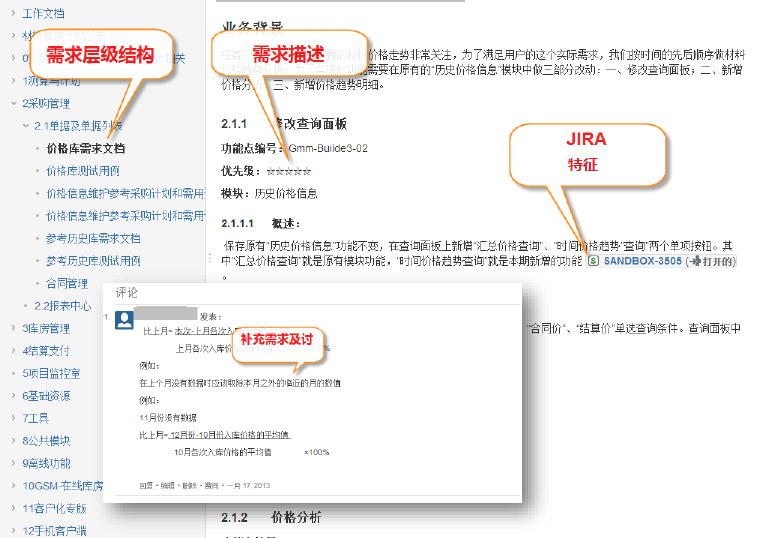 工作文档
需求层级结构
1测算与计划
2采购管理
2.1单据及单据列表
价格库需求文档
价格库测试用例
价格信息维护参考采购计划和需用
价格信息维护参考采购计划和需用
参考历史库需求文档
参考历史库测试用例
合同管理
2.2报表中心
3库房管理
4结算支付
5项目监控室
6基础资源
7工具
8公共模块
9离线功能
10GSM-在线库房
11客户化专版
12手机客户端
业务背景
需求描述
材料价格走势非常关注，为了满足用户的这个实际需求，我们按时间的先后顺序做材料
需要在原有的“历史价格信息”模块中做三部分改动：一、修改查询面板；二、新增
价格分析；三、新增价格趋势明细。
2.1.1 修改查询面板
功能点编号：Gmm-Builde3-02
优先级：☆☆☆☆☆
模块：历史价格信息
JIRA
特征
2.1.1.1 概述：
保存原有“历史价格信息”功能不变，在查询面板上新增“汇总价格查询”、“时间价格趋势“查询”两个单项按钮。其
中“汇总价格查询”就是原有模块功能，“时间价格趋势查询”就是本期新增的功能 SANDBOX-3505 (打开的)
。
“合同价”、“结算价”单选查询条件。查询面板中
评论
1. 发表：
比上月= 本次-上月各次入
上月各次入库价 %
补充需求及讨
例如：
在上个月没有数据时应该取除本月之外的临近的月的数值
例如：
11月份没有数据
比上月= 12月份-10月份入库价格的平均值
10月各次入库价格的平均值 ×100%
回复 • 编辑 • 删除 • 一月 17, 2013
2.1.2 价格分析